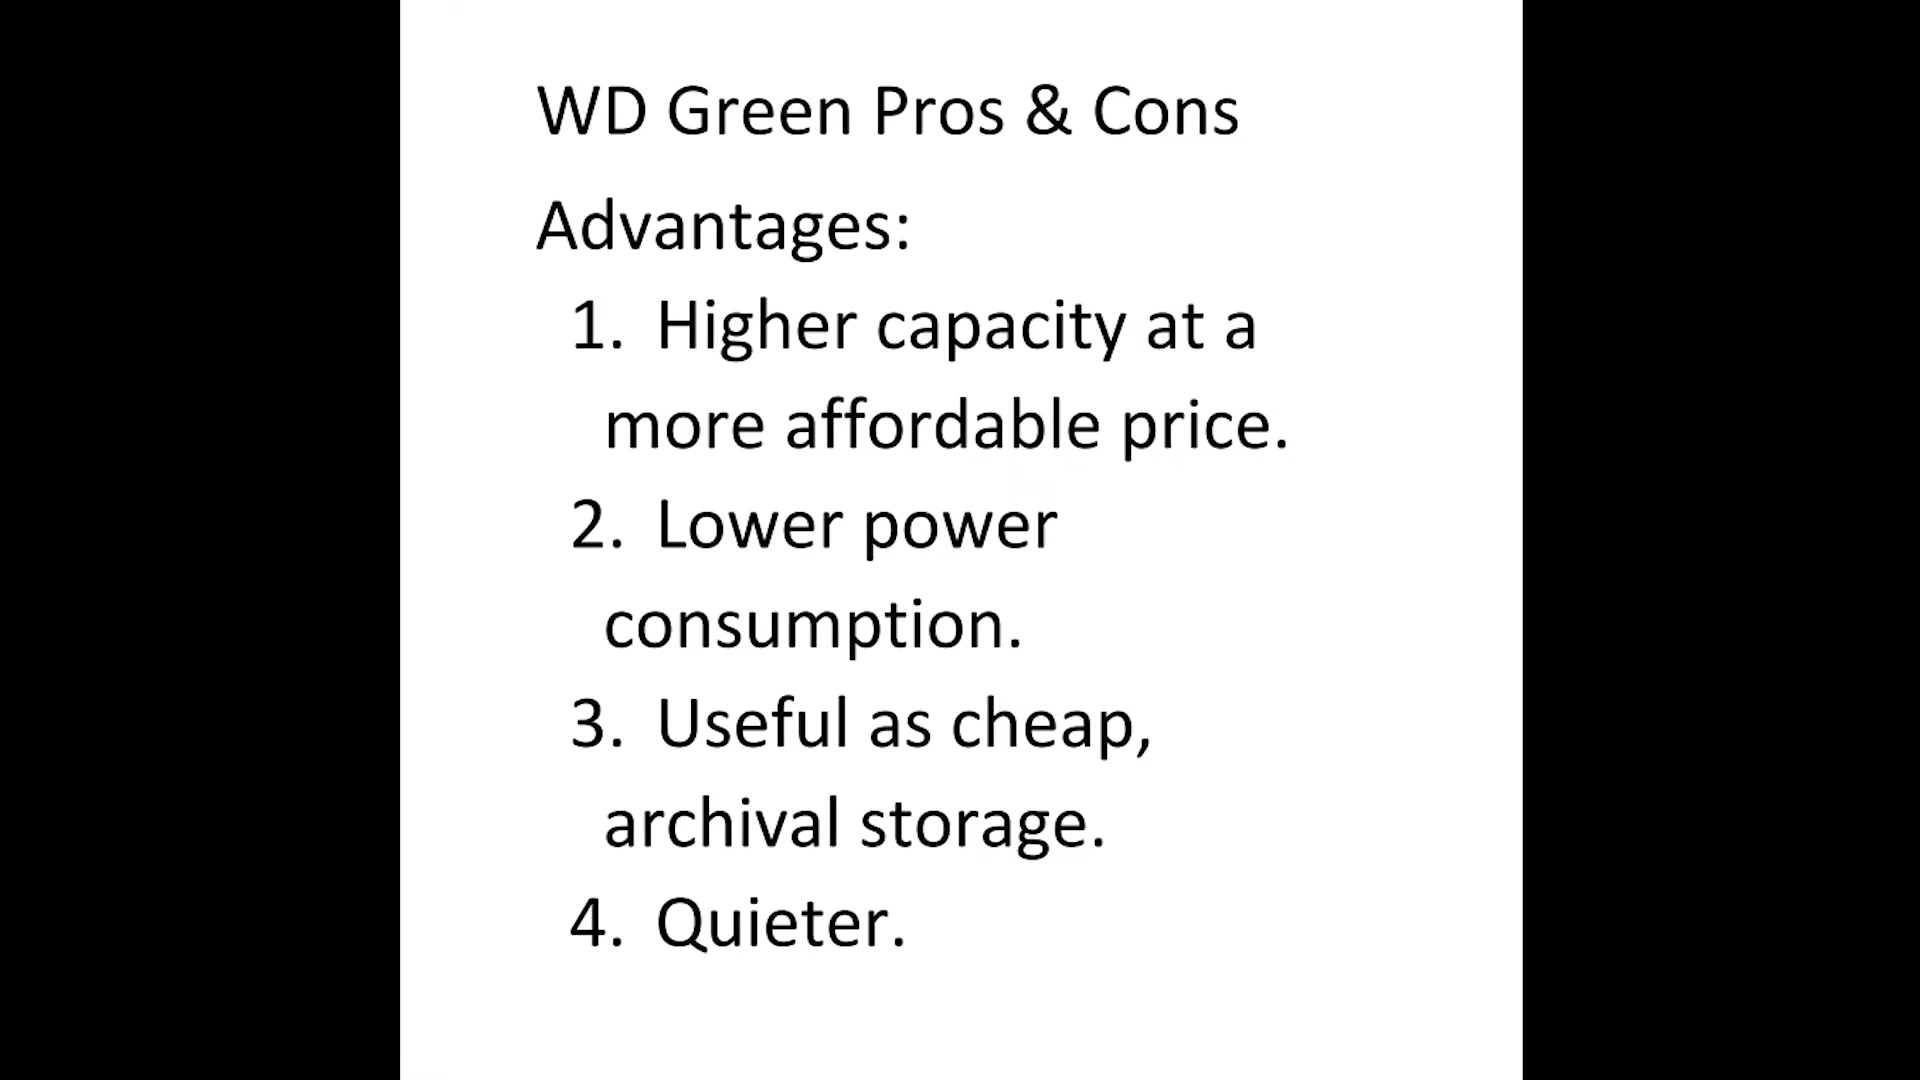 WD Green Pros & Cons
Advantages:
1. Higher capacity at a
more affordable price.
2. Lower power
consumption.
3. Useful as cheap,
archival storage.
4. Quieter.